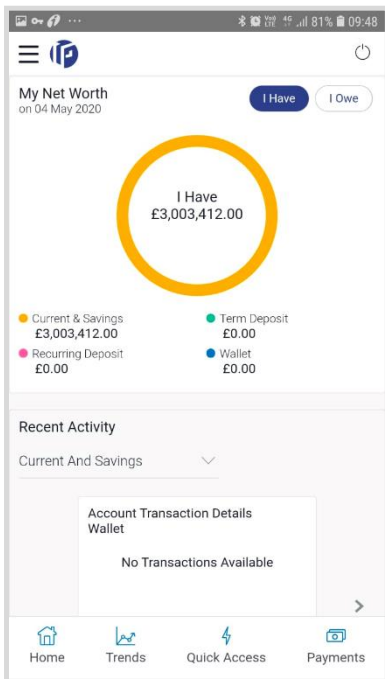 81% 09:48
My Net Worth
on 04 May 2020
I Have
I Owe
I Have
£3,003,412.00
Current & Savings
£3,003,412.00
Term Deposit
£0.00
Recurring Deposit
£0.00
Wallet
£0.00
Recent Activity
Current And Savings
Account Transaction Details
Wallet
No Transactions Available
Home Trends Quick Access Payments